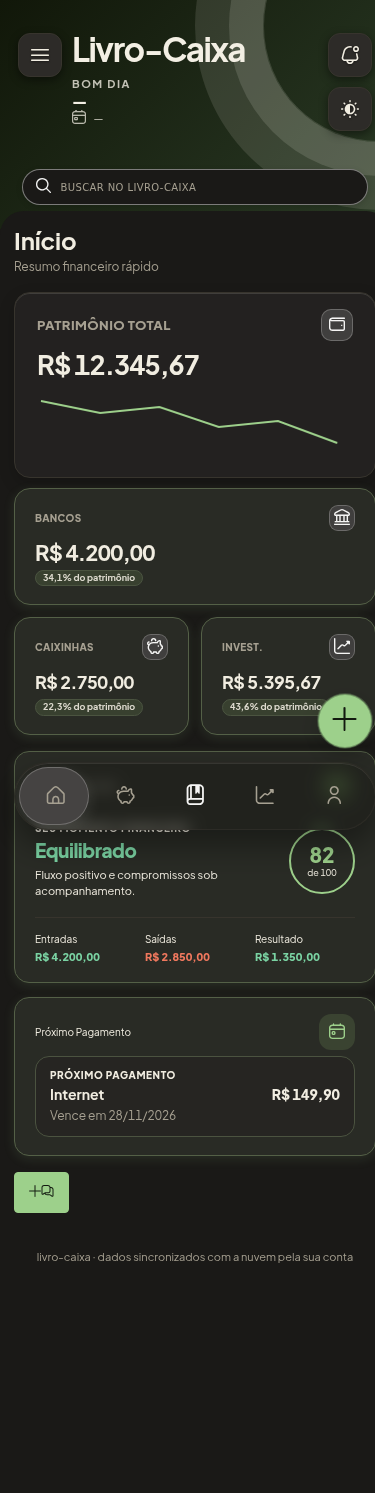 Livro-Caixa
BOM DIA
—
—
BUSCAR NO LIVRO-CAIXA
Início
Resumo financeiro rápido
PATRIMÔNIO TOTAL
R$ 12.345,67
BANCOS
R$ 4.200,00
34,1% do patrimônio
CAIXINHAS
R$ 2.750,00
22,3% do patrimônio
INVEST.
R$ 5.395,67
43,6% do patrimônio
SEU MOMENTO FINANCEIRO
Equilibrado
Fluxo positivo e compromissos sob
acompanhamento.
82
de 100
Entradas
R$ 4.200,00
Saídas
R$ 2.850,00
Resultado
R$ 1.350,00
Próximo Pagamento
PRÓXIMO PAGAMENTO
Internet
R$ 149,90
Vence em 28/11/2026
livro-caixa · dados sincronizados com a nuvem pela sua conta